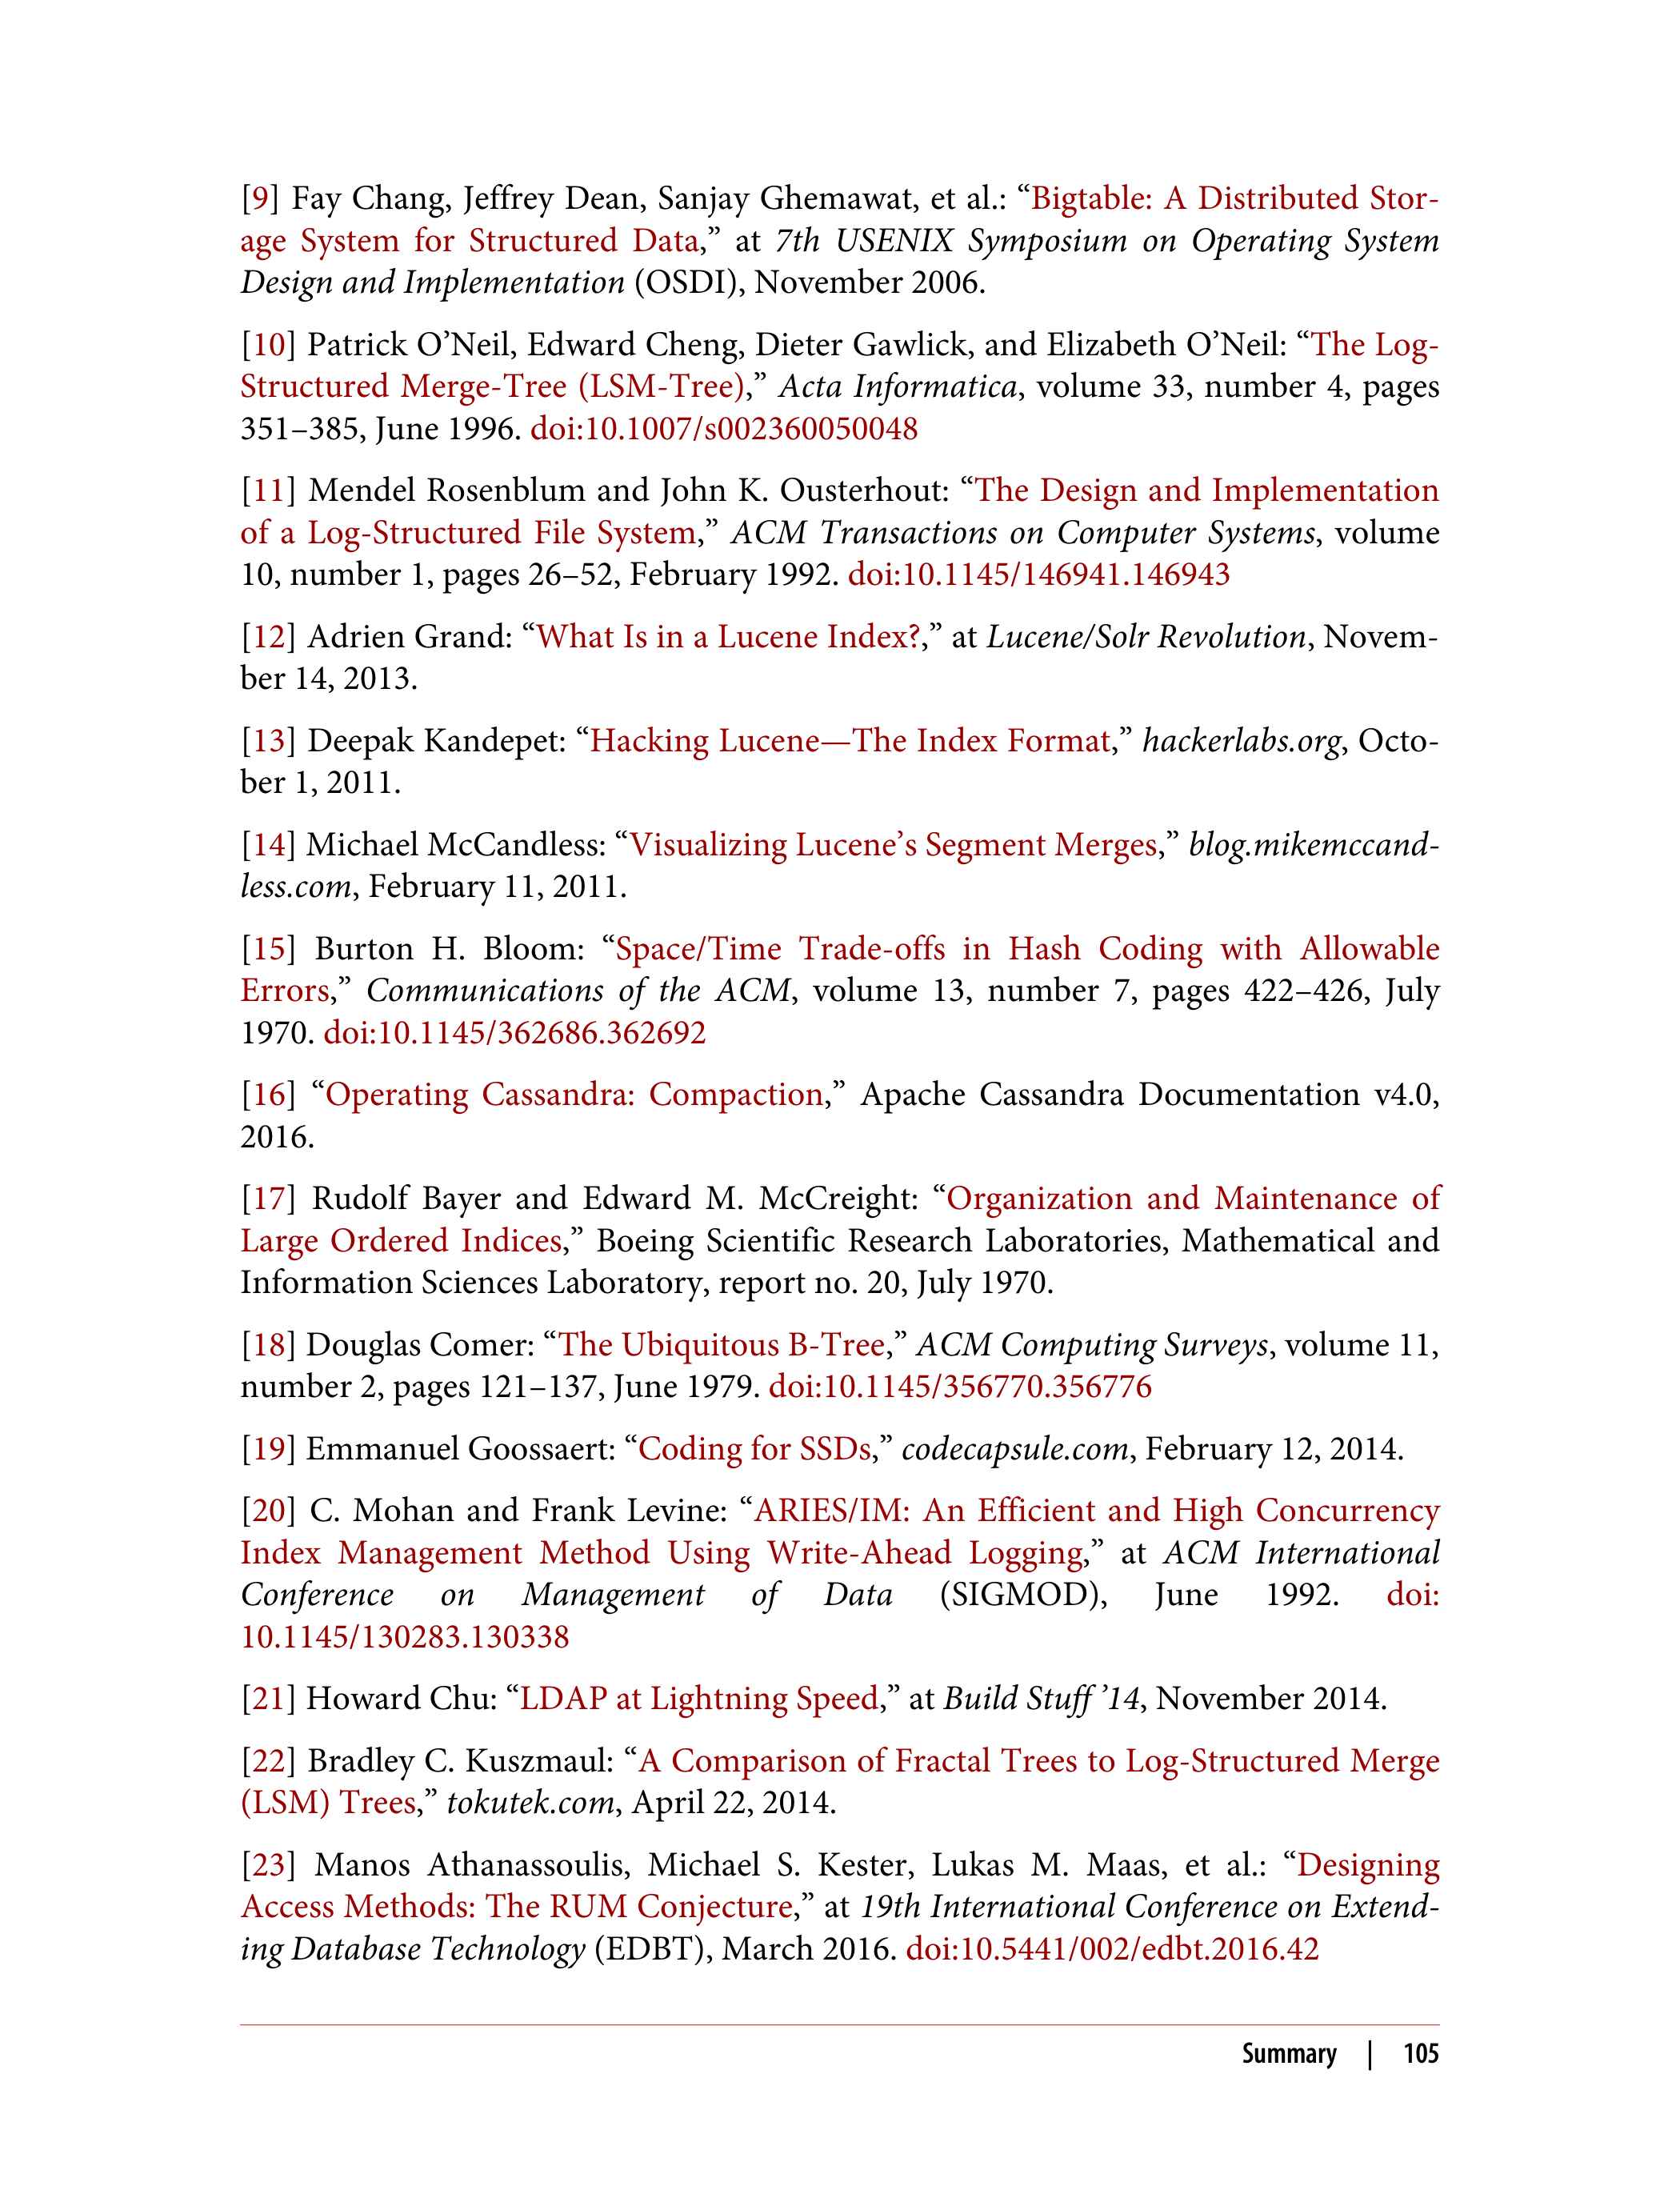 [9] Fay Chang, Jeffrey Dean, Sanjay Ghemawat, et al.: “Bigtable: A Distributed Stor-
age System for Structured Data,” at 7th USENIX Symposium on Operating System
Design and Implementation (OSDI), November 2006.
[10] Patrick O’Neil, Edward Cheng, Dieter Gawlick, and Elizabeth O’Neil: “The Log-
Structured Merge-Tree (LSM-Tree),” Acta Informatica, volume 33, number 4, pages
351–385, June 1996. doi:10.1007/s002360050048
[11] Mendel Rosenblum and John K. Ousterhout: “The Design and Implementation
of a Log-Structured File System,” ACM Transactions on Computer Systems, volume
10, number 1, pages 26–52, February 1992. doi:10.1145/146941.146943
[12] Adrien Grand: “What Is in a Lucene Index?,” at Lucene/Solr Revolution, Novem-
ber 14, 2013.
[13] Deepak Kandepet: “Hacking Lucene—The Index Format,” hackerlabs.org, Octo-
ber 1, 2011.
[14] Michael McCandless: “Visualizing Lucene’s Segment Merges,” blog.mikemccand-
less.com, February 11, 2011.
[15] Burton H. Bloom: “Space/Time Trade-offs in Hash Coding with Allowable
Errors,” Communications of the ACM, volume 13, number 7, pages 422–426, July
1970. doi:10.1145/362686.362692
[16] “Operating Cassandra: Compaction,” Apache Cassandra Documentation v4.0,
2016.
[17] Rudolf Bayer and Edward M. McCreight: “Organization and Maintenance of
Large Ordered Indices,” Boeing Scientific Research Laboratories, Mathematical and
Information Sciences Laboratory, report no. 20, July 1970.
[18] Douglas Comer: “The Ubiquitous B-Tree,” ACM Computing Surveys, volume 11,
number 2, pages 121–137, June 1979. doi:10.1145/356770.356776
[19] Emmanuel Goossaert: “Coding for SSDs,” codecapsule.com, February 12, 2014.
[20] C. Mohan and Frank Levine: “ARIES/IM: An Efficient and High Concurrency
Index Management Method Using Write-Ahead Logging,” at ACM International
Conference on Management of Data (SIGMOD), June 1992. doi:
10.1145/130283.130338
[21] Howard Chu: “LDAP at Lightning Speed,” at Build Stuff ’14, November 2014.
[22] Bradley C. Kuszmaul: “A Comparison of Fractal Trees to Log-Structured Merge
(LSM) Trees,” tokutek.com, April 22, 2014.
[23] Manos Athanassoulis, Michael S. Kester, Lukas M. Maas, et al.: “Designing
Access Methods: The RUM Conjecture,” at 19th International Conference on Extend-
ing Database Technology (EDBT), March 2016. doi:10.5441/002/edbt.2016.42
Summary | 105